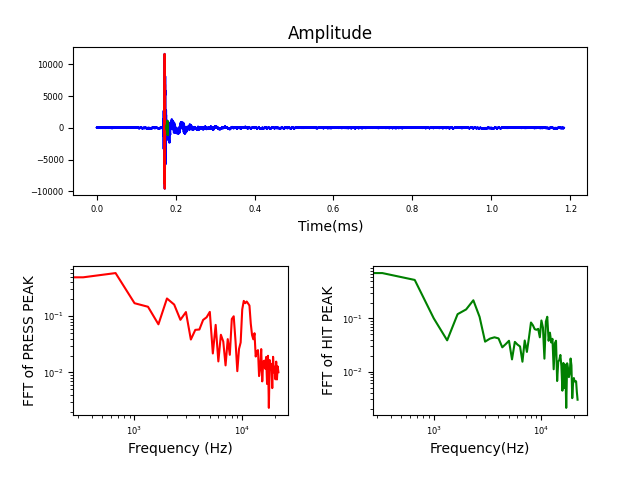 Amplitude
10000
5000
0
−5000
−10000
0.0 0.2 0.4 0.6 0.8 1.0 1.2
Time(ms)
FFT of PRESS PEAK
10⁻¹
10⁻²
10³ 10⁴
Frequency (Hz)
FFT of HIT PEAK
10⁻¹
10⁻²
10³ 10⁴
Frequency(Hz)